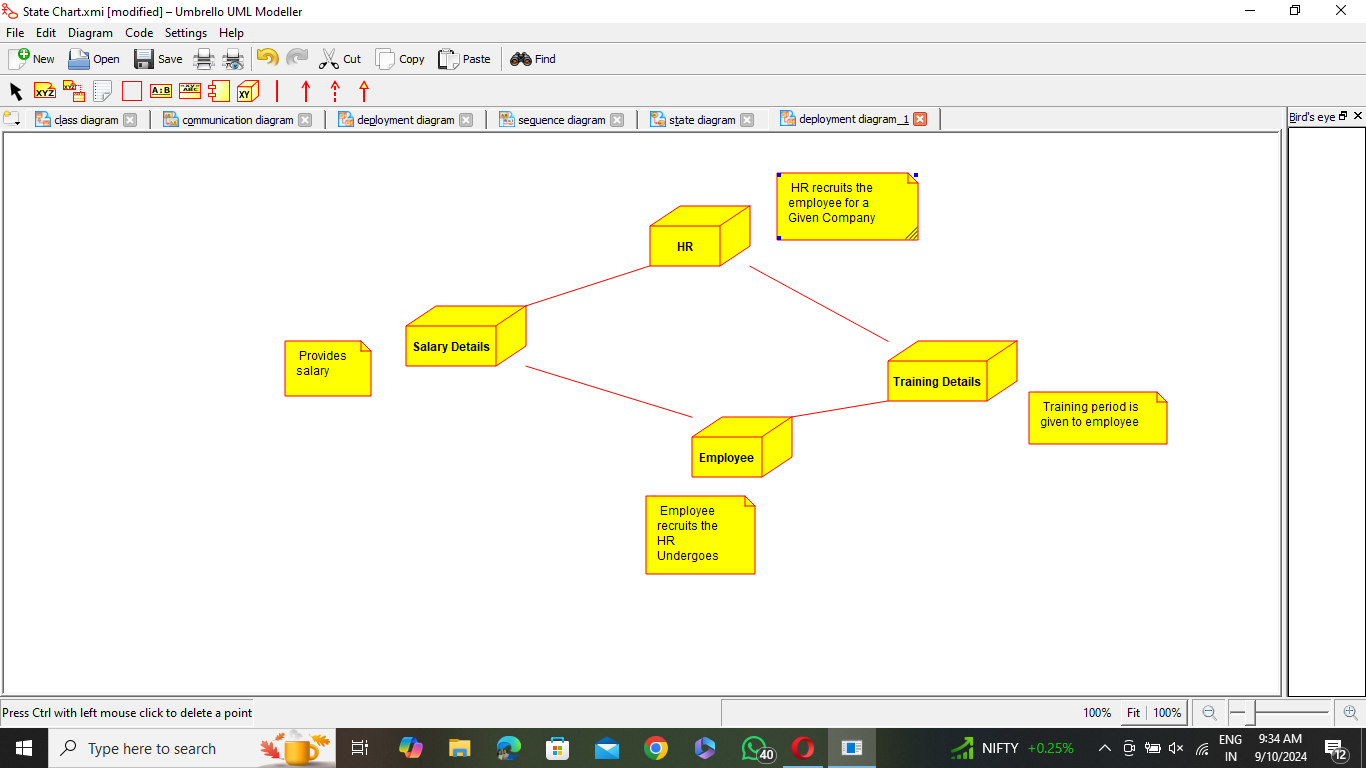 State Chart.xmi [modified] – Umbrello UML Modeller
File Edit Diagram Code Settings Help
New Open Save Cut Copy Paste Find
XYZ XYZ A:B ABC XY
class diagram communication diagram deployment diagram sequence diagram state diagram deployment diagram_1 Bird's eye
HR recruits the
employee for a
Given Company
HR
Salary Details
Provides
salary
Training Details
Training period is
given to employee
Employee
Employee
recruits the
HR
Undergoes
Press Ctrl with left mouse click to delete a point
100% Fit 100%
Type here to search
40
NIFTY +0.25%
ENG
IN
9:34 AM
9/10/2024
12